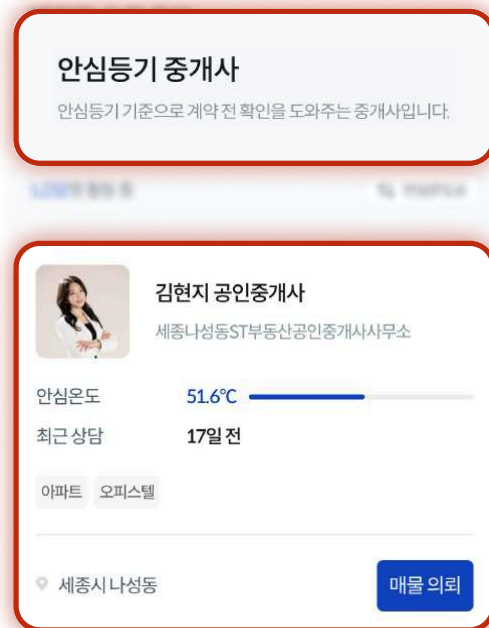 안심등기 중개사
안심등기 기준으로 계약 전 확인을 도와주는 중개사입니다.
김현지 공인중개사
세종나성동ST부동산공인중개사사무소
안심온도 51.6°C
최근 상담 17일 전
아파트 오피스텔
세종시 나성동 매물 의뢰